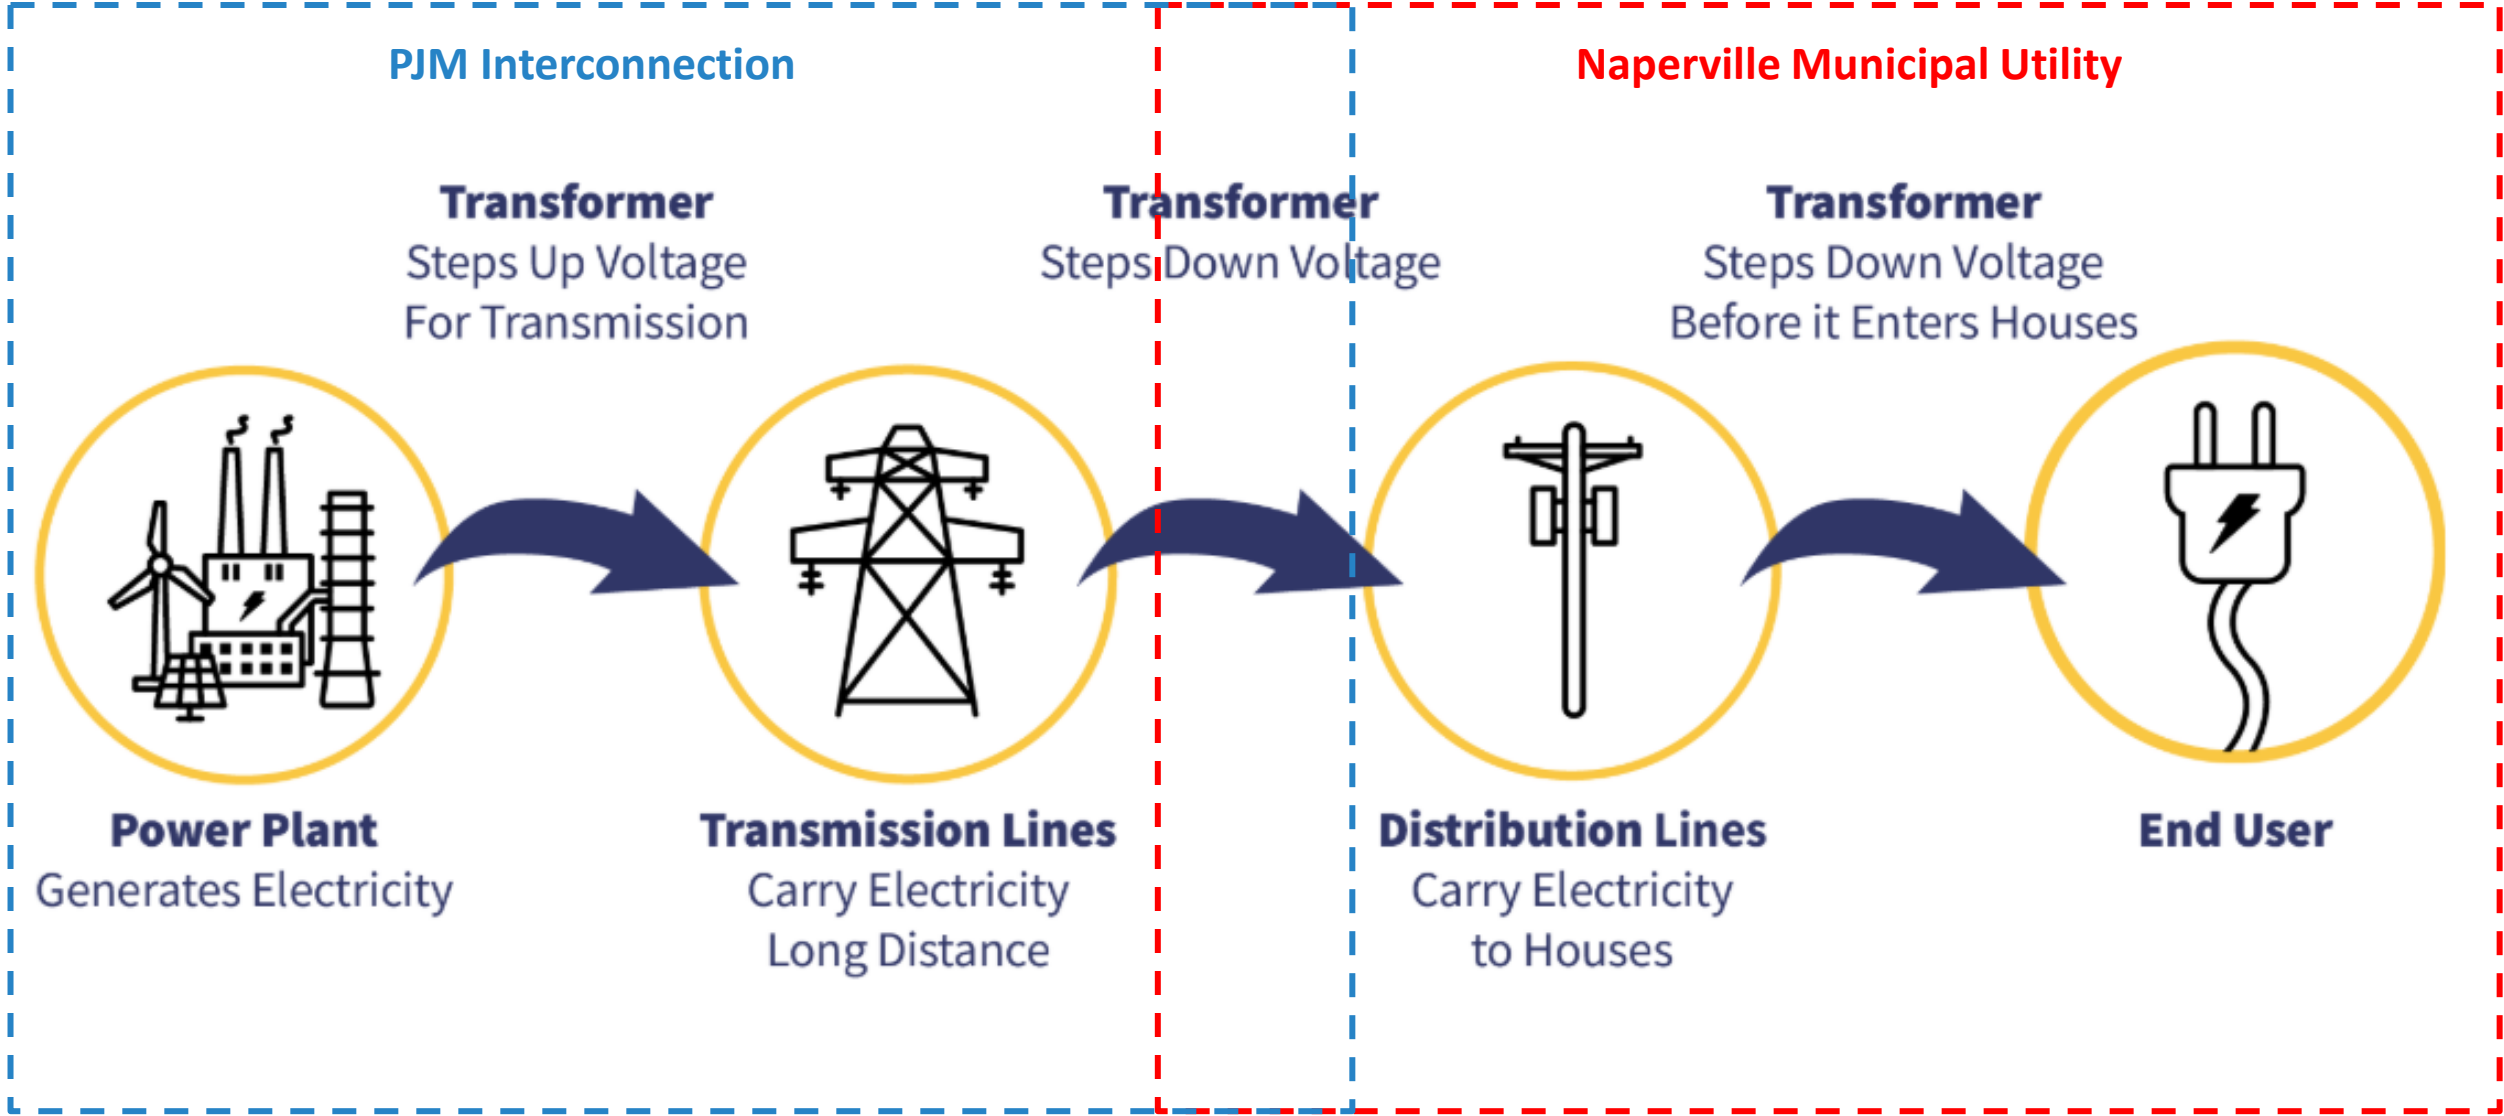 PJM Interconnection
Naperville Municipal Utility
Transformer
Steps Up Voltage
For Transmission
Transformer
Steps Down Voltage
Transformer
Steps Down Voltage
Before it Enters Houses
Power Plant
Generates Electricity
Transmission Lines
Carry Electricity
Long Distance
Distribution Lines
Carry Electricity
to Houses
End User